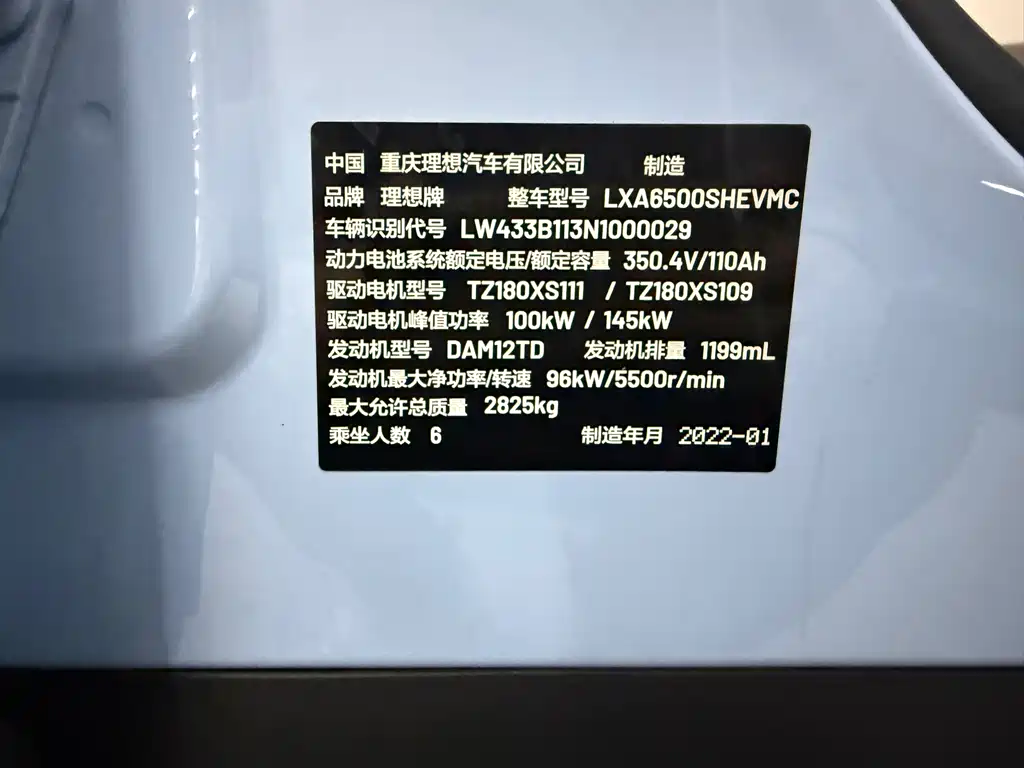 中国 重庆理想汽车有限公司 制造
品牌 理想牌 整车型号 LXA6500SHEVMC
车辆识别代号 LW433B113N1000029
动力电池系统额定电压/额定容量 350.4V/110Ah
驱动电机型号 TZ180XS111 / TZ180XS109
驱动电机峰值功率 100kW / 145kW
发动机型号 DAM12TD 发动机排量 1199mL
发动机最大净功率/转速 96kW/5500r/min
最大允许总质量 2825kg
乘坐人数 6 制造年月 2022-01